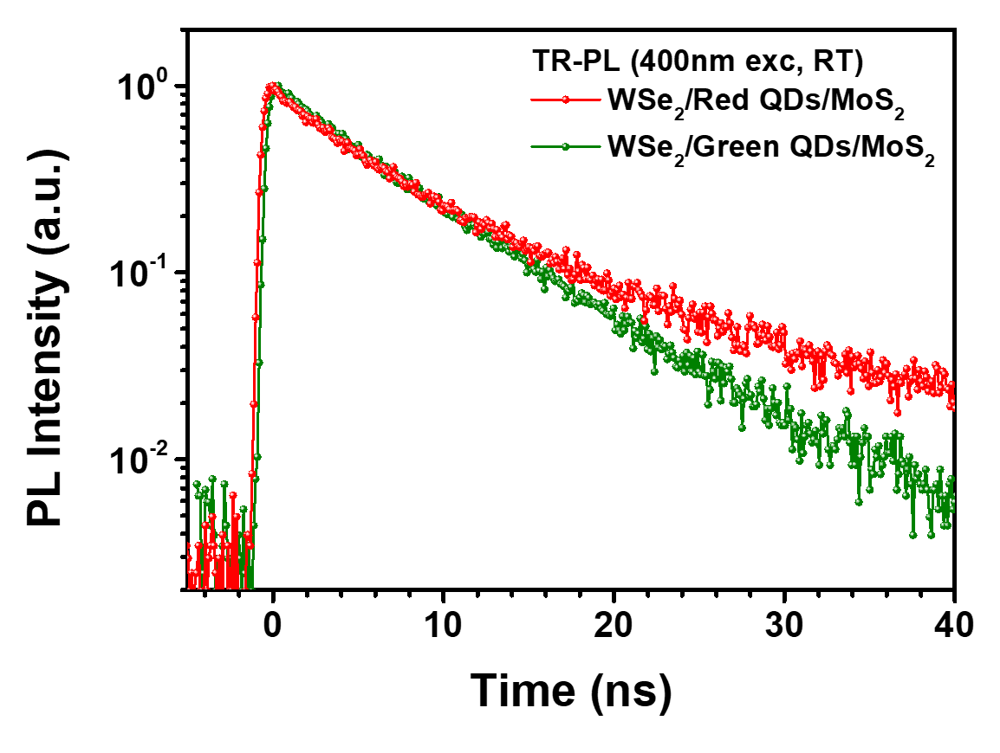 TR-PL (400nm exc, RT)
WSe2/Red QDs/MoS2
WSe2/Green QDs/MoS2
PL Intensity (a.u.)
10^0
10^-1
10^-2
0 10 20 30 40
Time (ns)